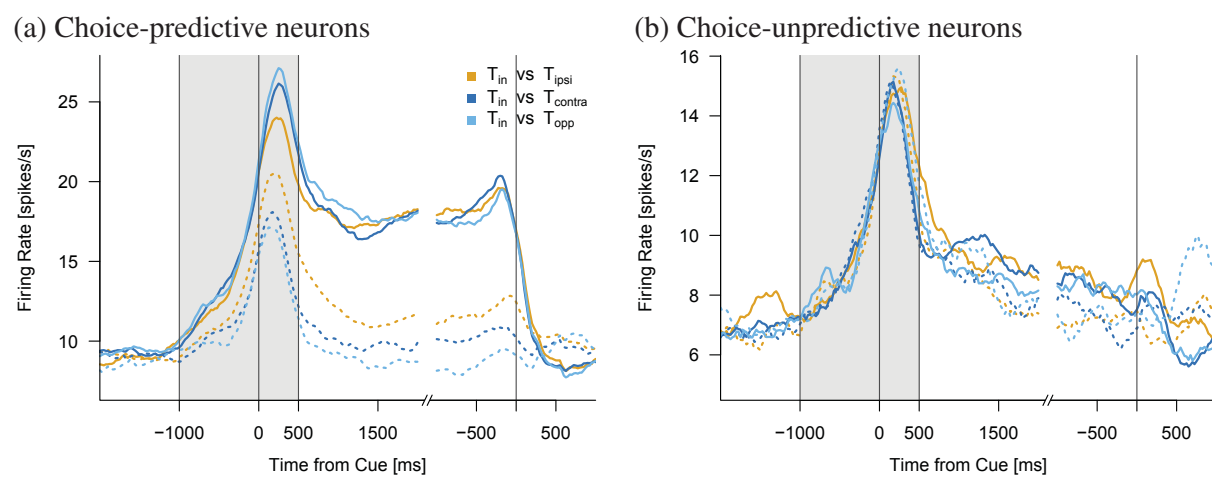 (a) Choice-predictive neurons
Firing Rate [spikes/s]
25
20
15
10
T_in vs T_ipsi
T_in vs T_contra
T_in vs T_opp
−1000 0 500 1500 −500 500
Time from Cue [ms]
(b) Choice-unpredictive neurons
Firing Rate [spikes/s]
16
14
12
10
8
6
−1000 0 500 1500 −500 500
Time from Cue [ms]